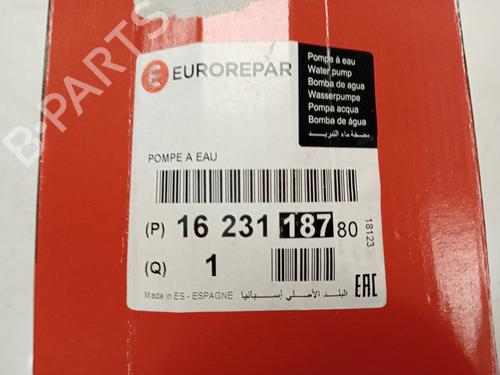 EUROREPAR
Pompe à eau
Water pump
Bomba de agua
Wasserpumpe
Pompa acqua
Bomba de água
مضخة ماء التبريد
POMPE A EAU
(P) 16 231 187 80
18123
(Q) 1
Made in ES - ESPAGNE البلد الأصلي إسبانيا
EAC
B-PARTS